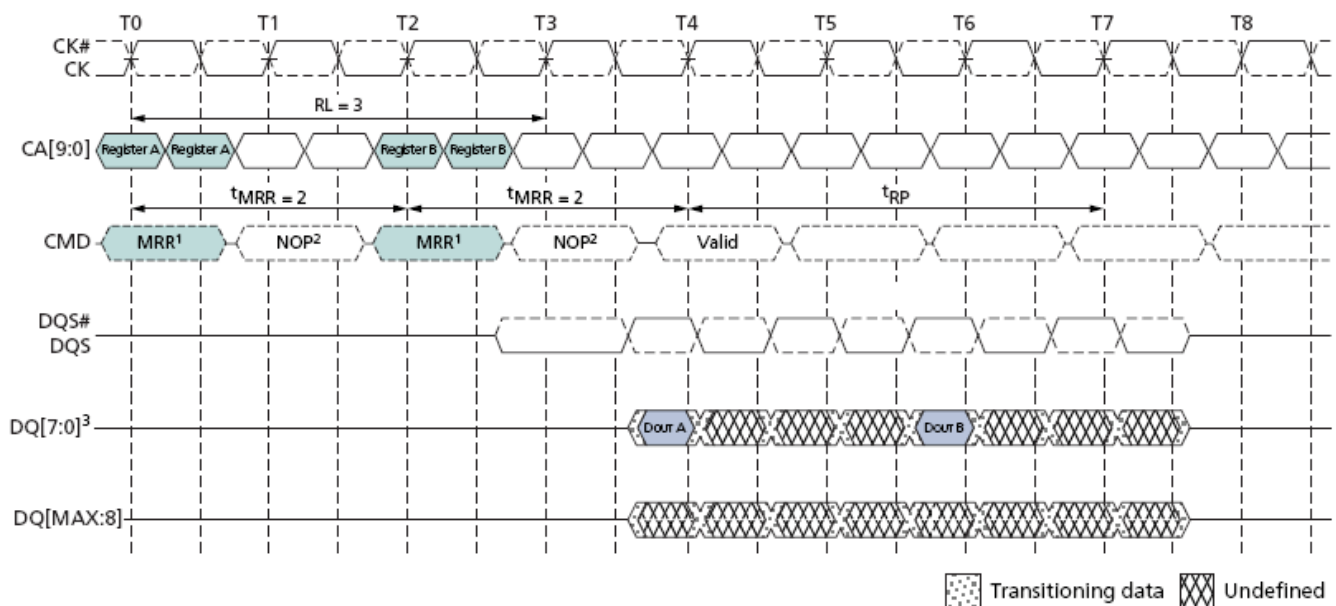 T0 T1 T2 T3 T4 T5 T6 T7 T8
CK#
CK
RL = 3
CA[9:0] Register A Register A Register B Register B
tMRR = 2 tMRR = 2 tRP
CMD MRR1 NOP2 MRR1 NOP2 Valid
DQS#
DQS
DQ[7:0]3 DOUT A DOUT B
DQ[MAX:8]
Transitioning data Undefined